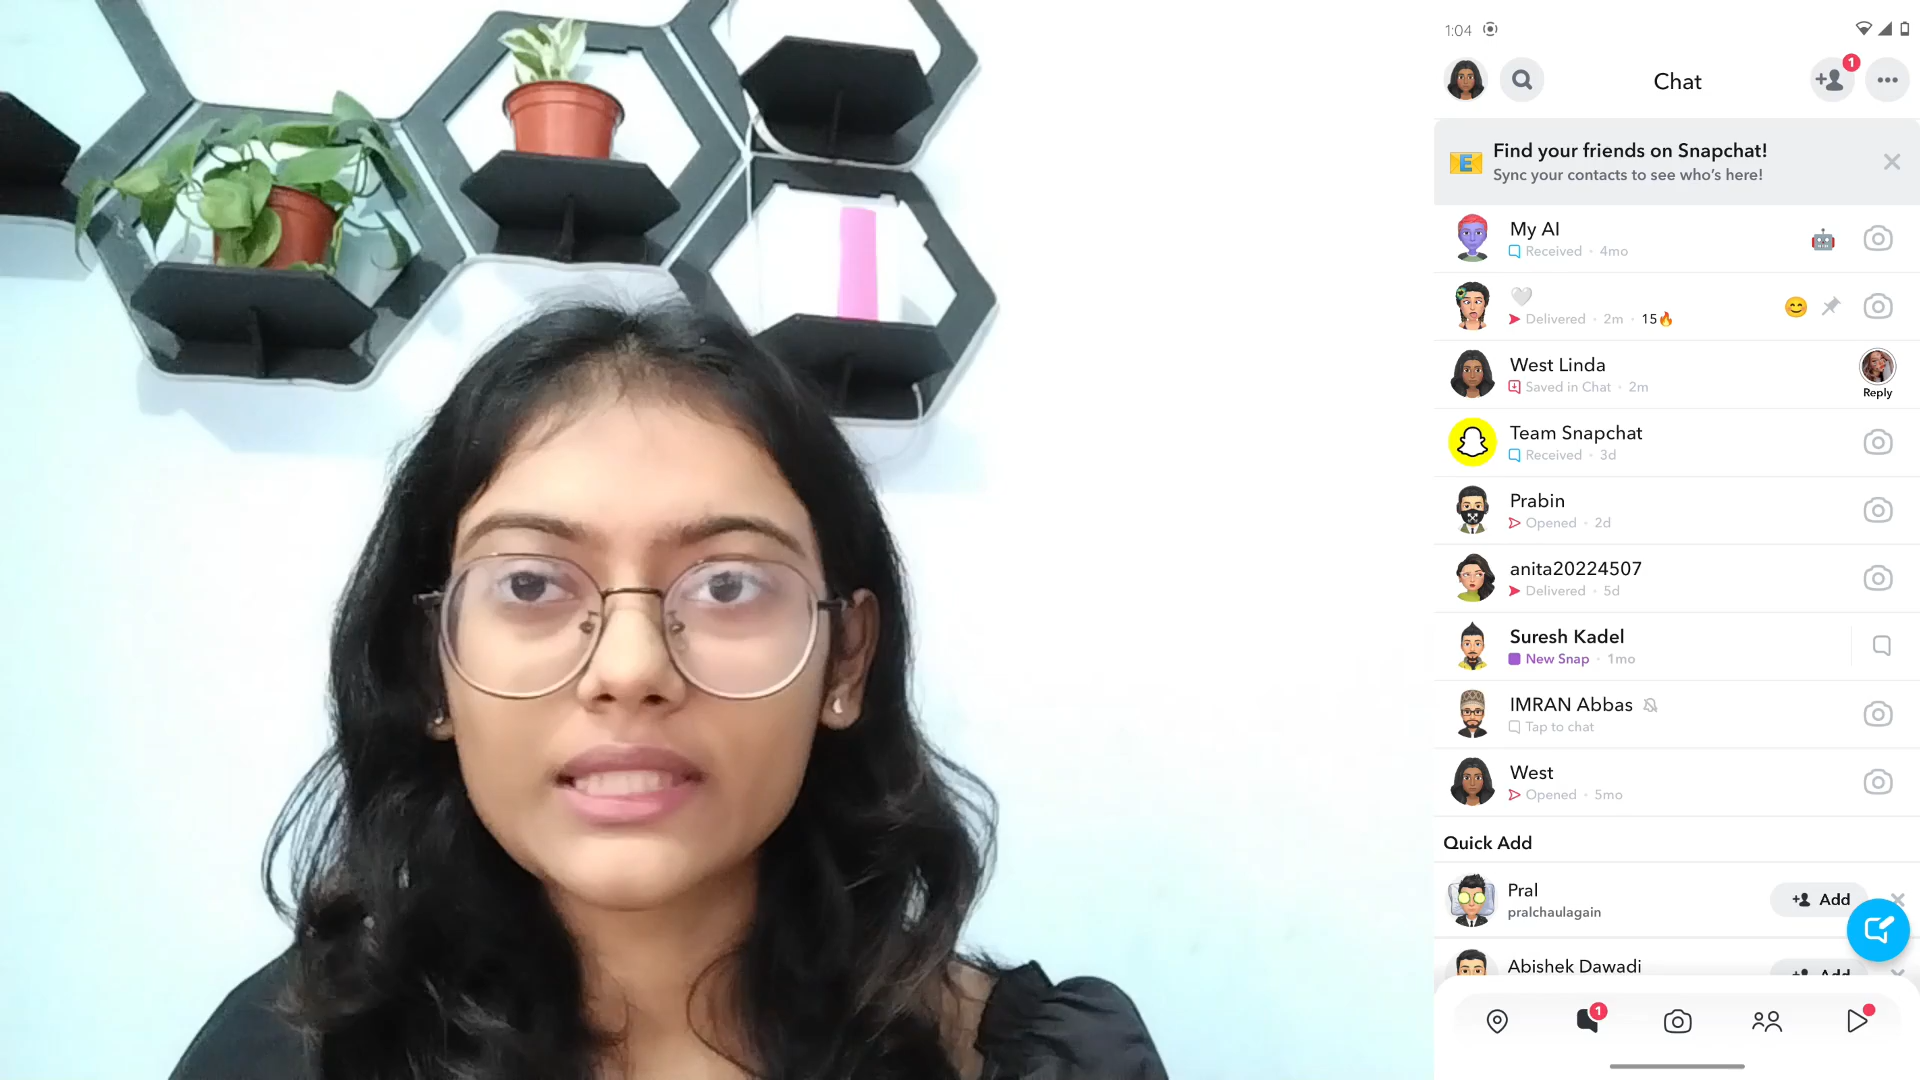 1:04
Chat
1
Find your friends on Snapchat!
Sync your contacts to see who's here!
My AI
Received · 4mo
Delivered · 2m · 15
West Linda
Saved in Chat · 2m
Reply
Team Snapchat
Received · 3d
Prabin
Opened · 2d
anita20224507
Delivered · 5d
Suresh Kadel
New Snap · 1mo
IMRAN Abbas
Tap to chat
West
Opened · 5mo
Quick Add
Pral
pralchaulagain
Add
Abishek Dawadi
Add
1